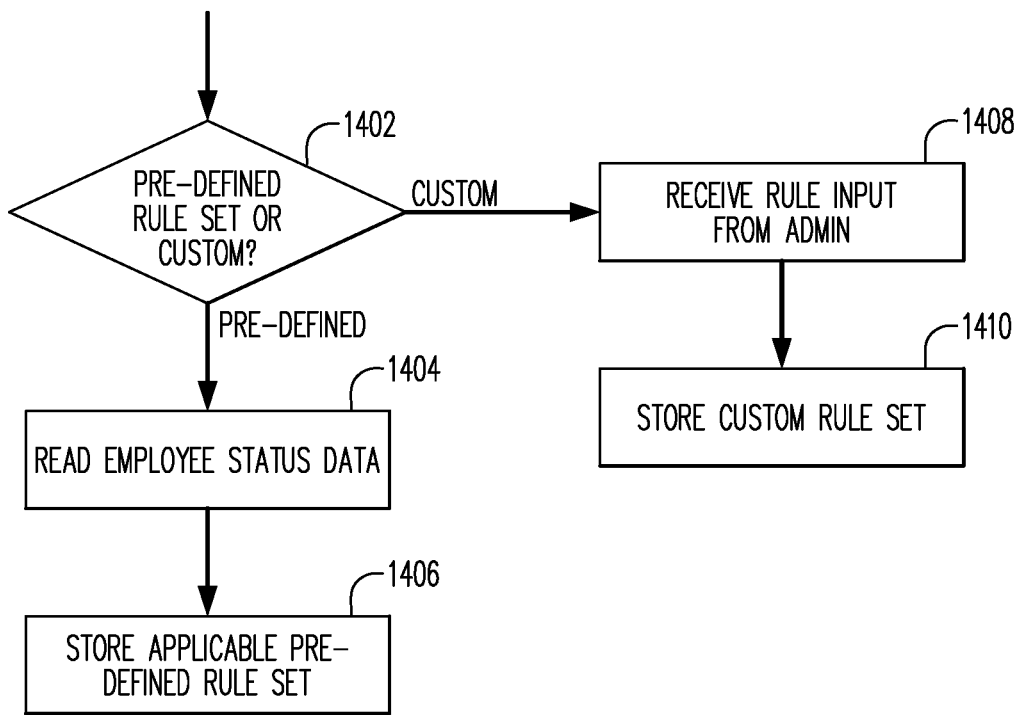 1402
PRE-DEFINED
RULE SET OR
CUSTOM?
CUSTOM
PRE-DEFINED
1404
READ EMPLOYEE STATUS DATA
1406
STORE APPLICABLE PRE-
DEFINED RULE SET
1408
RECEIVE RULE INPUT
FROM ADMIN
1410
STORE CUSTOM RULE SET